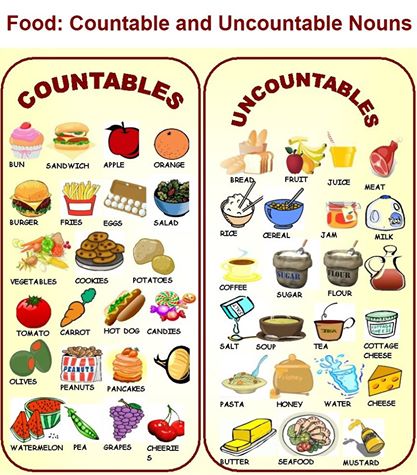 Food: Countable and Uncountable Nouns
COUNTABLES
BUN SANDWICH APPLE ORANGE
BURGER FRIES EGGS SALAD
VEGETABLES COOKIES POTATOES
TOMATO CARROT HOT DOG CANDIES
OLIVES PEANUTS PANCAKES
PEANUTS
WATERMELON PEA GRAPES CHEERIE
S
UNCOUNTABLES
BREAD FRUIT JUICE MEAT
RICE CEREAL JAM MILK
SUGAR FLOUR
COFFEE SUGAR FLOUR
TEA
SALT SOUP TEA COTTAGE
CHEESE
PASTA HONEY WATER CHEESE
BUTTER SEAFOOD MUSTARD